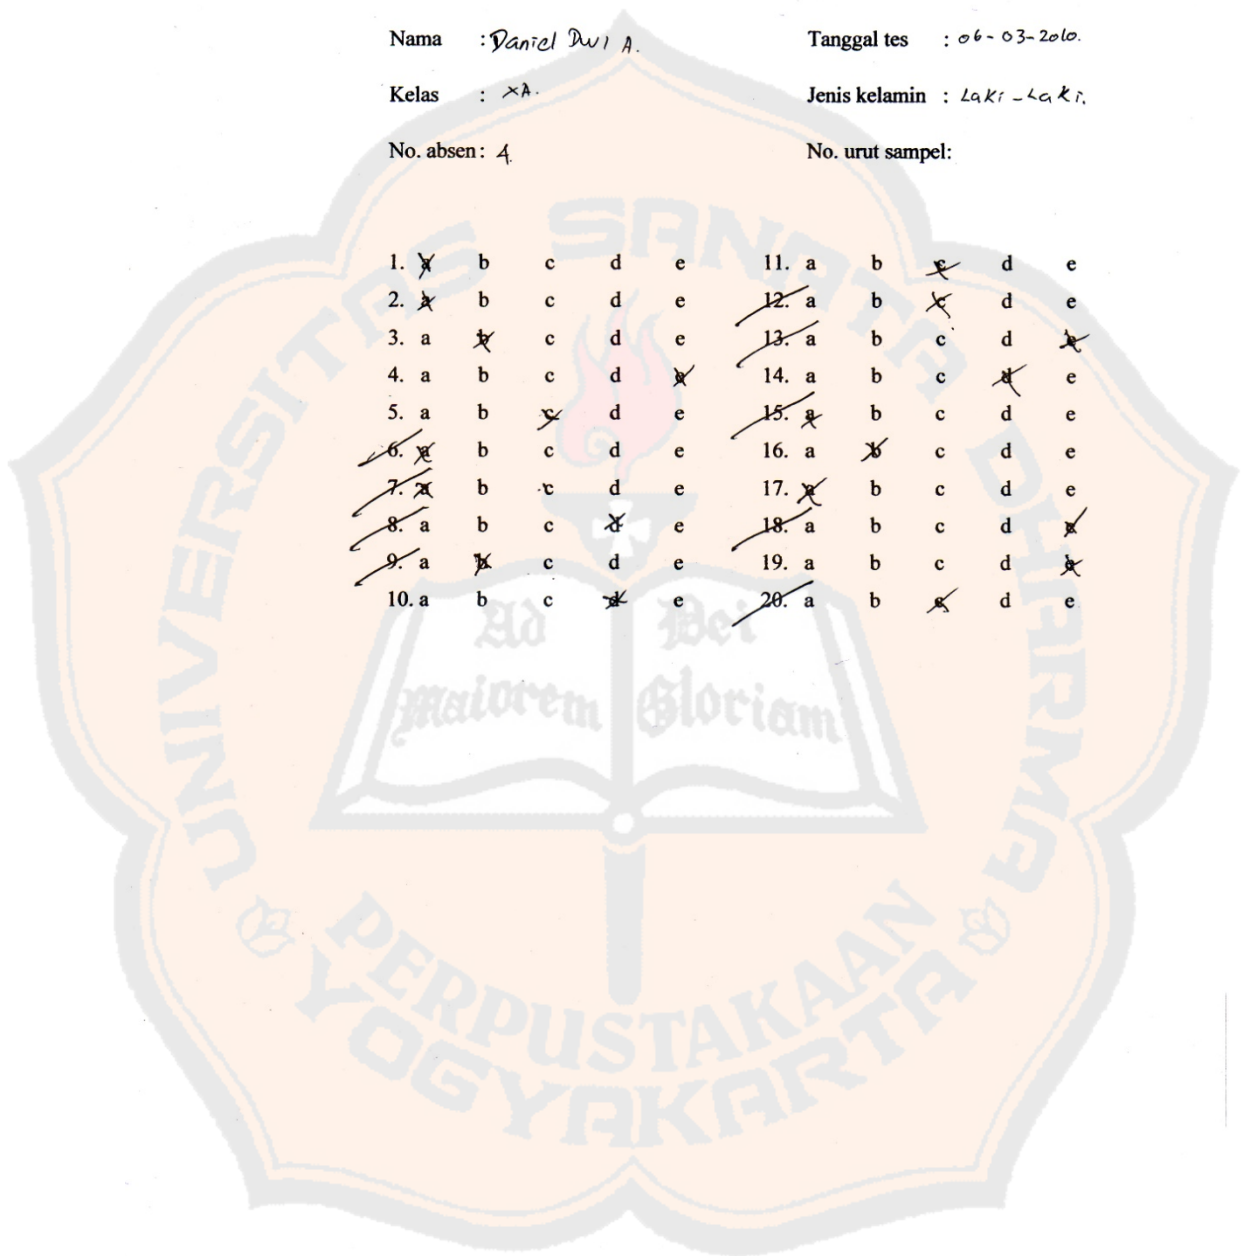 Nama : Daniel Dwi A. Tanggal tes : 06-03-2010.
Kelas : XA. Jenis kelamin : Laki-Laki.
No. absen : 4 No. urut sampel:
1. a b c d e 11. a b c d e
2. a b c d e 12. a b c d e
3. a b c d e 13. a b c d e
4. a b c d e 14. a b c d e
5. a b c d e 15. a b c d e
6. a b c d e 16. a b c d e
7. a b c d e 17. a b c d e
8. a b c d e 18. a b c d e
9. a b c d e 19. a b c d e
10. a b c d e 20. a b c d e
UNIVERSITAS SANATA DHARMA
Ad Dei
Maiorem Gloriam
PERPUSTAKAAN
YOGYAKARTA